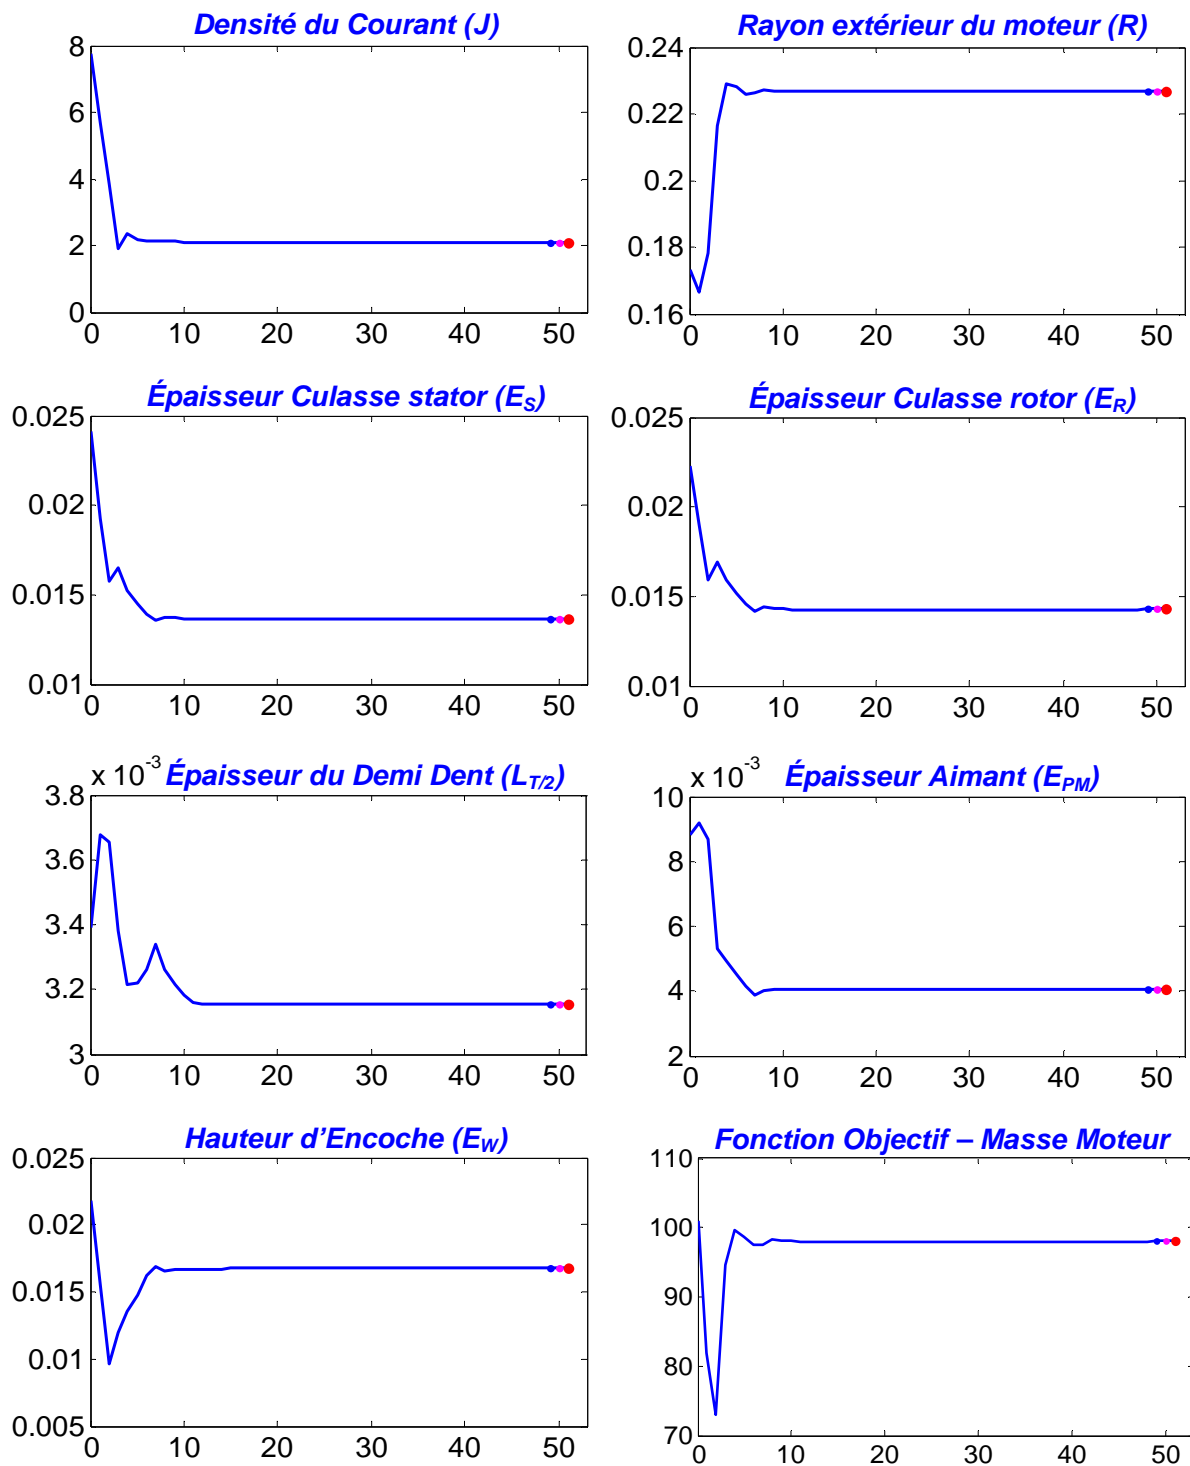 Densité du Courant (J)
8
6
4
2
0
0 10 20 30 40 50
Rayon extérieur du moteur (R)
0.24
0.22
0.2
0.18
0.16
0 10 20 30 40 50
Épaisseur Culasse stator (E_S)
0.025
0.02
0.015
0.01
0 10 20 30 40 50
Épaisseur Culasse rotor (E_R)
0.025
0.02
0.015
0.01
0 10 20 30 40 50
x 10^-3 Épaisseur du Demi Dent (L_T/2)
3.8
3.6
3.4
3.2
3
0 10 20 30 40 50
x 10^-3 Épaisseur Aimant (E_PM)
10
8
6
4
2
0 10 20 30 40 50
Hauteur d’Encoche (E_W)
0.025
0.02
0.015
0.01
0.005
0 10 20 30 40 50
Fonction Objectif – Masse Moteur
110
100
90
80
70
0 10 20 30 40 50